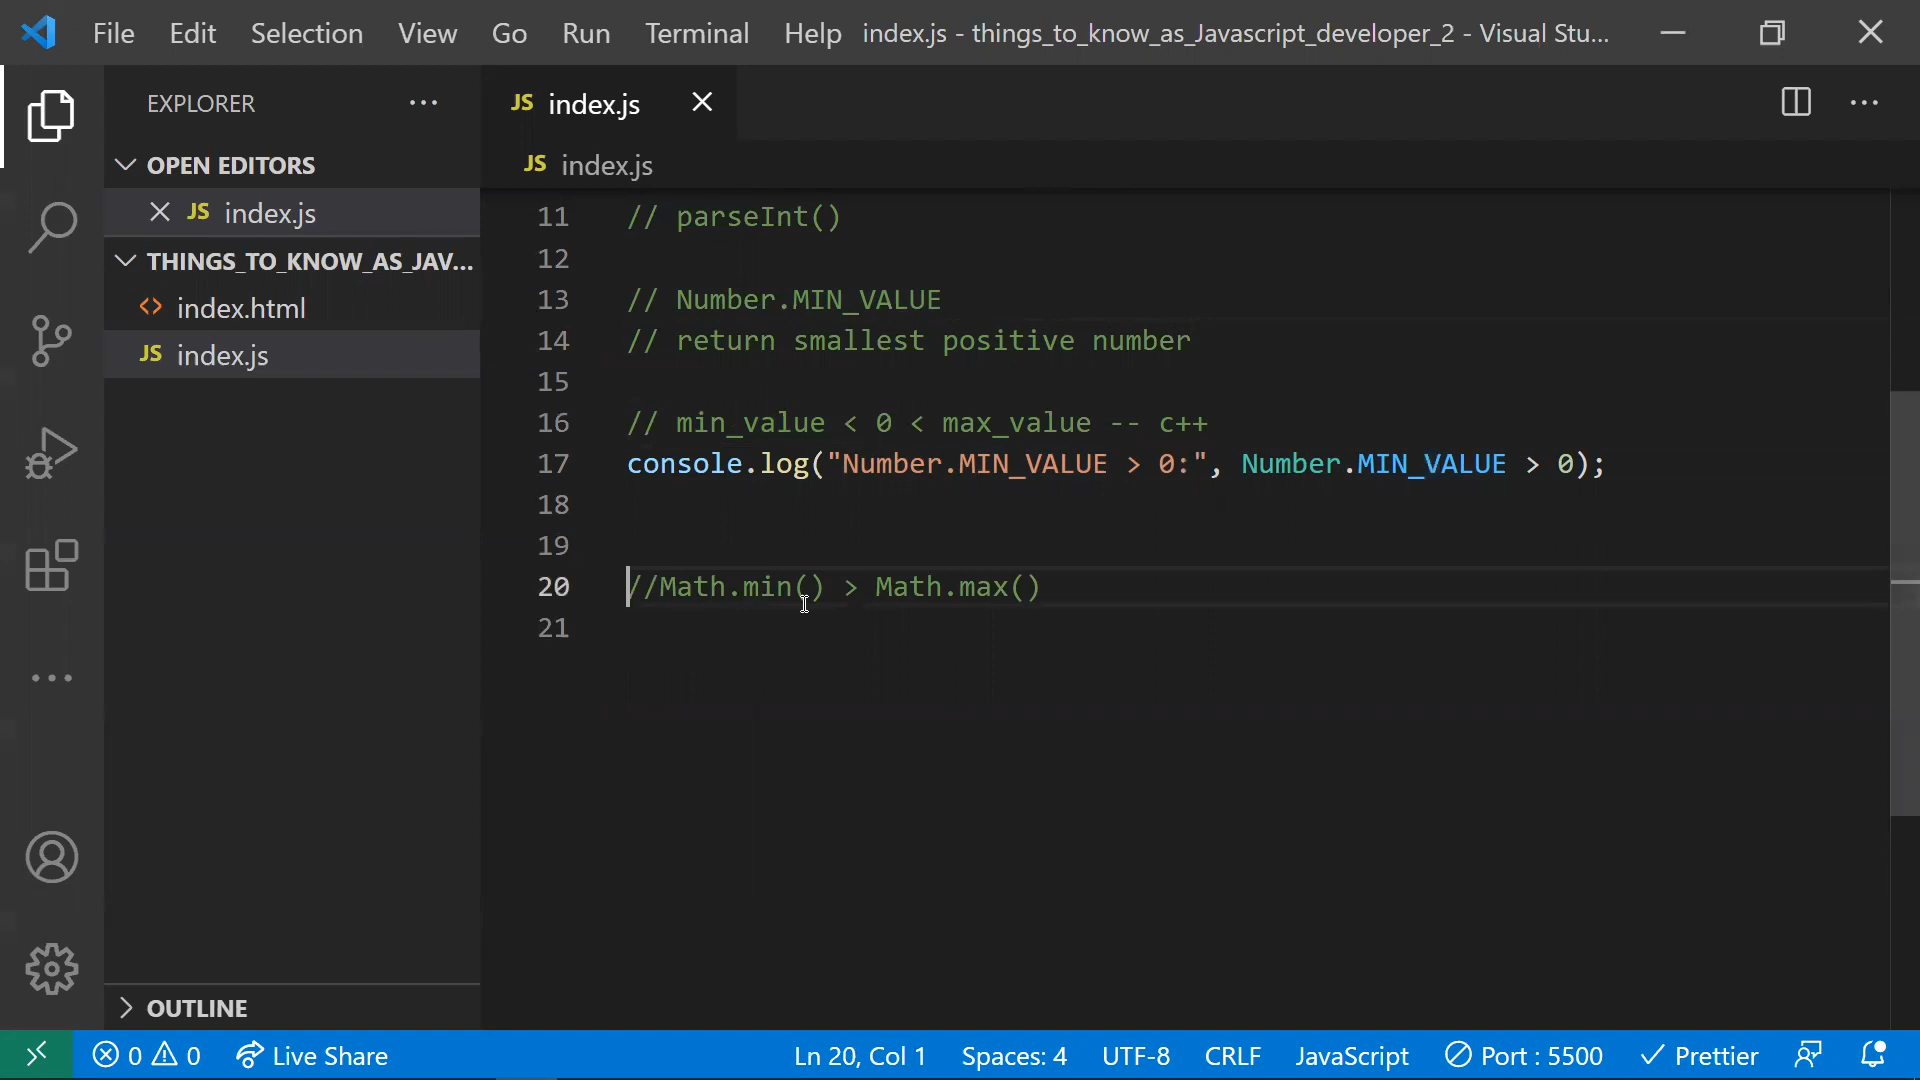 File Edit Selection View Go Run Terminal Help index.js - things_to_know_as_Javascript_developer_2 - Visual Stu...
EXPLORER
JS index.js
OPEN EDITORS
JS index.js
JS index.js
THINGS_TO_KNOW_AS_JAV...
<> index.html
JS index.js
11 // parseInt()
12
13 // Number.MIN_VALUE
14 // return smallest positive number
15
16 // min_value < 0 < max_value -- c++
17 console.log("Number.MIN_VALUE > 0:", Number.MIN_VALUE > 0);
18
19
20 //Math.min() > Math.max()
21
OUTLINE
0 0 Live Share Ln 20, Col 1 Spaces: 4 UTF-8 CRLF JavaScript Port : 5500 Prettier